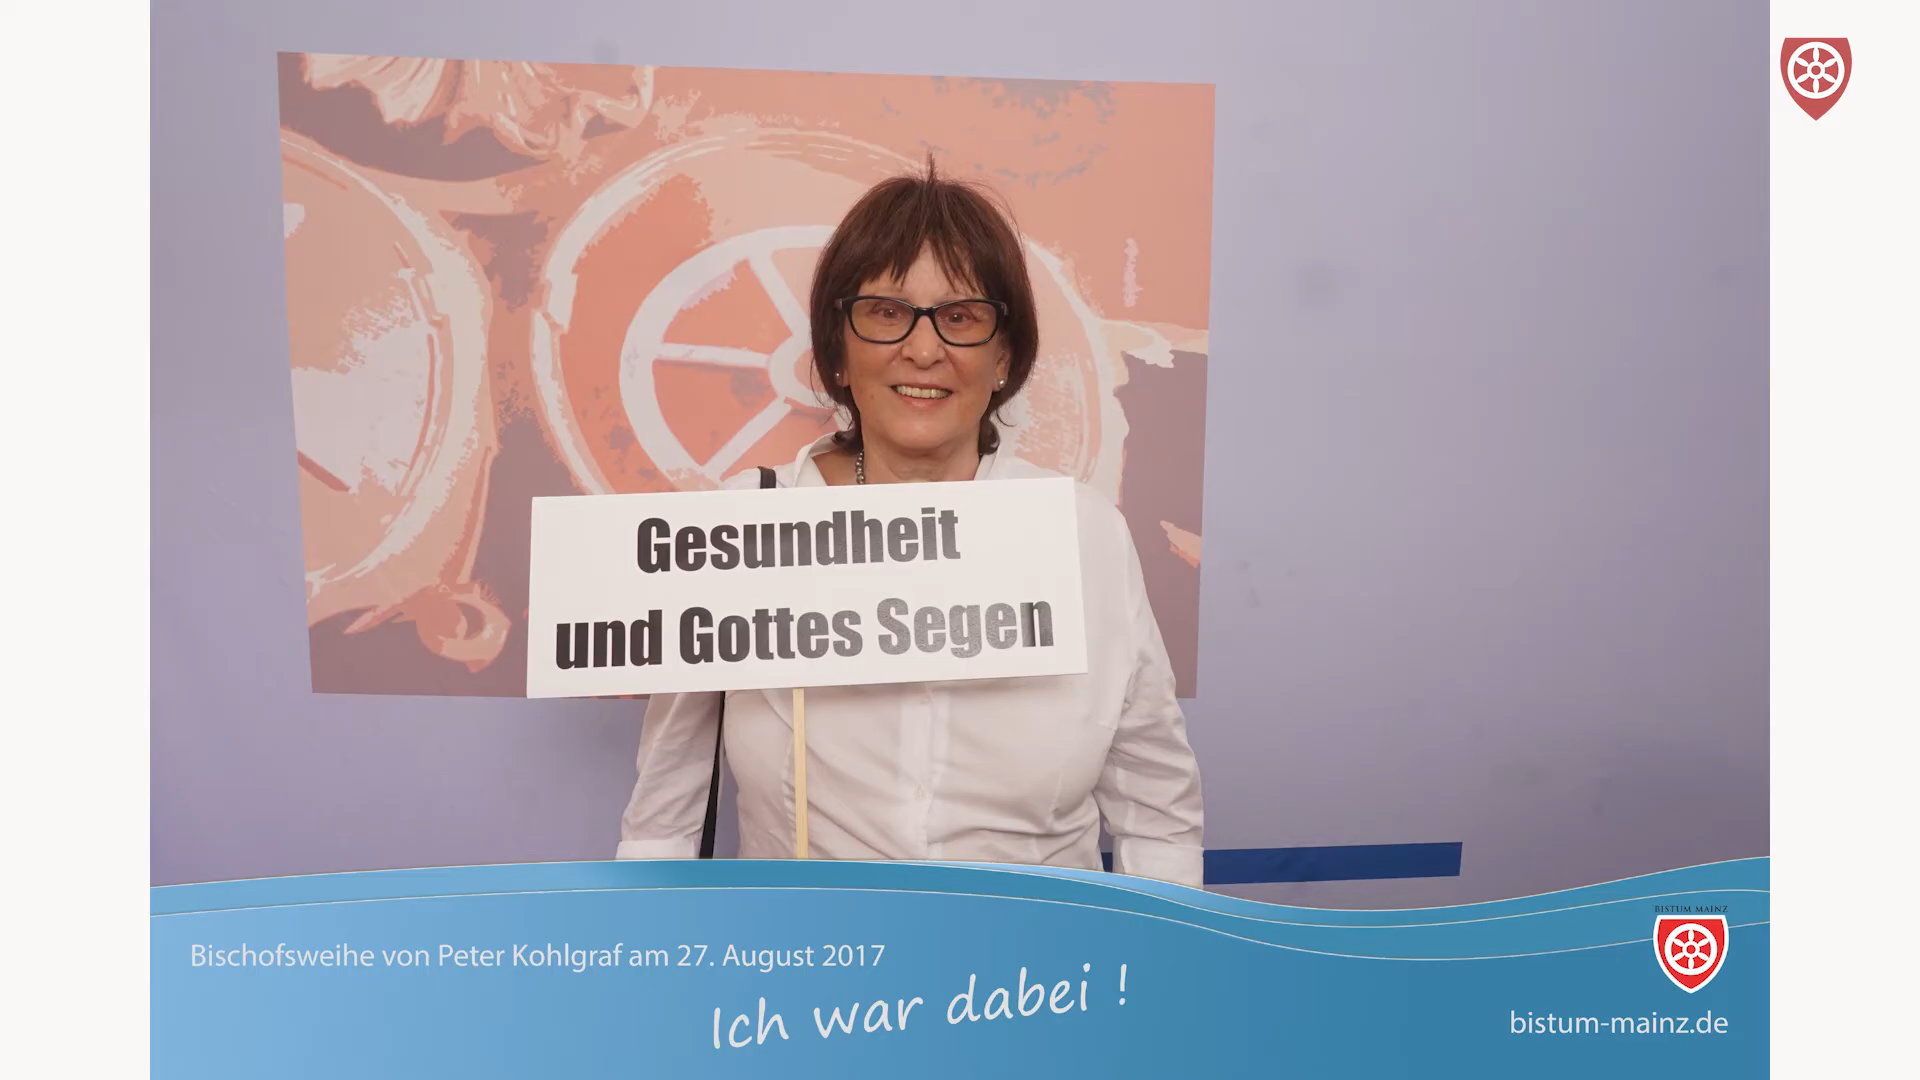 Gesundheit
und Gottes Segen
Bischofsweihe von Peter Kohlgraf am 27. August 2017
Ich war dabei !
BISTUM MAINZ
bistum-mainz.de